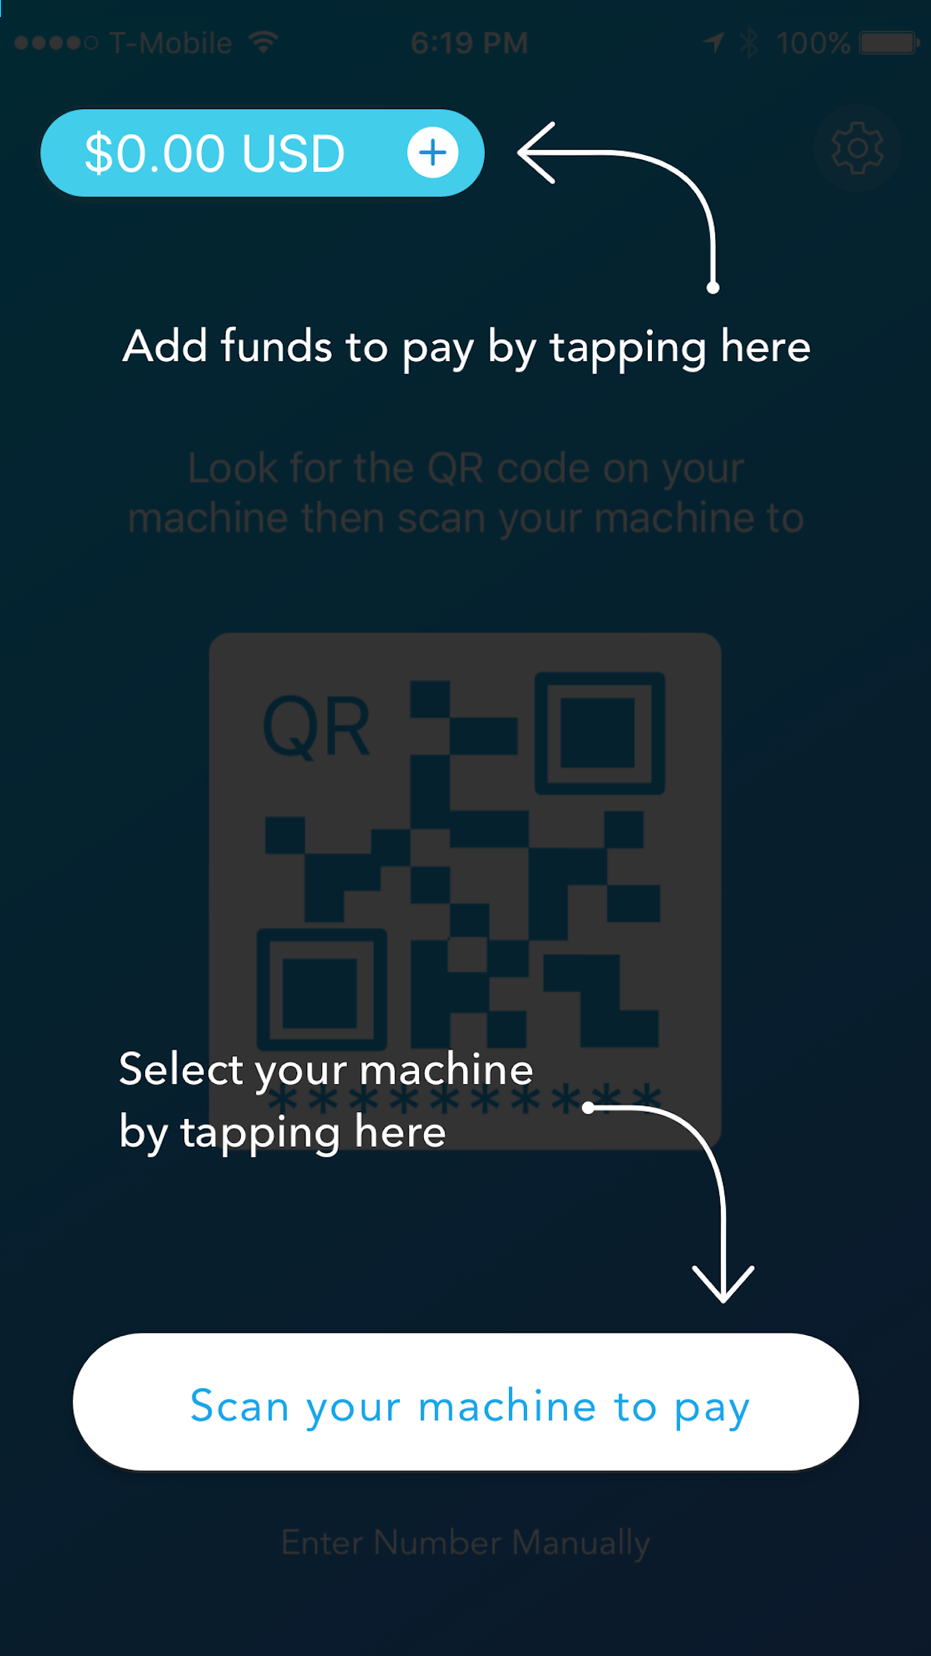 T-Mobile 6:19 PM 100%
$0.00 USD
Add funds to pay by tapping here
Look for the QR code on your
machine then scan your machine to
QR
Select your machine
**********
by tapping here
Scan your machine to pay
Enter Number Manually